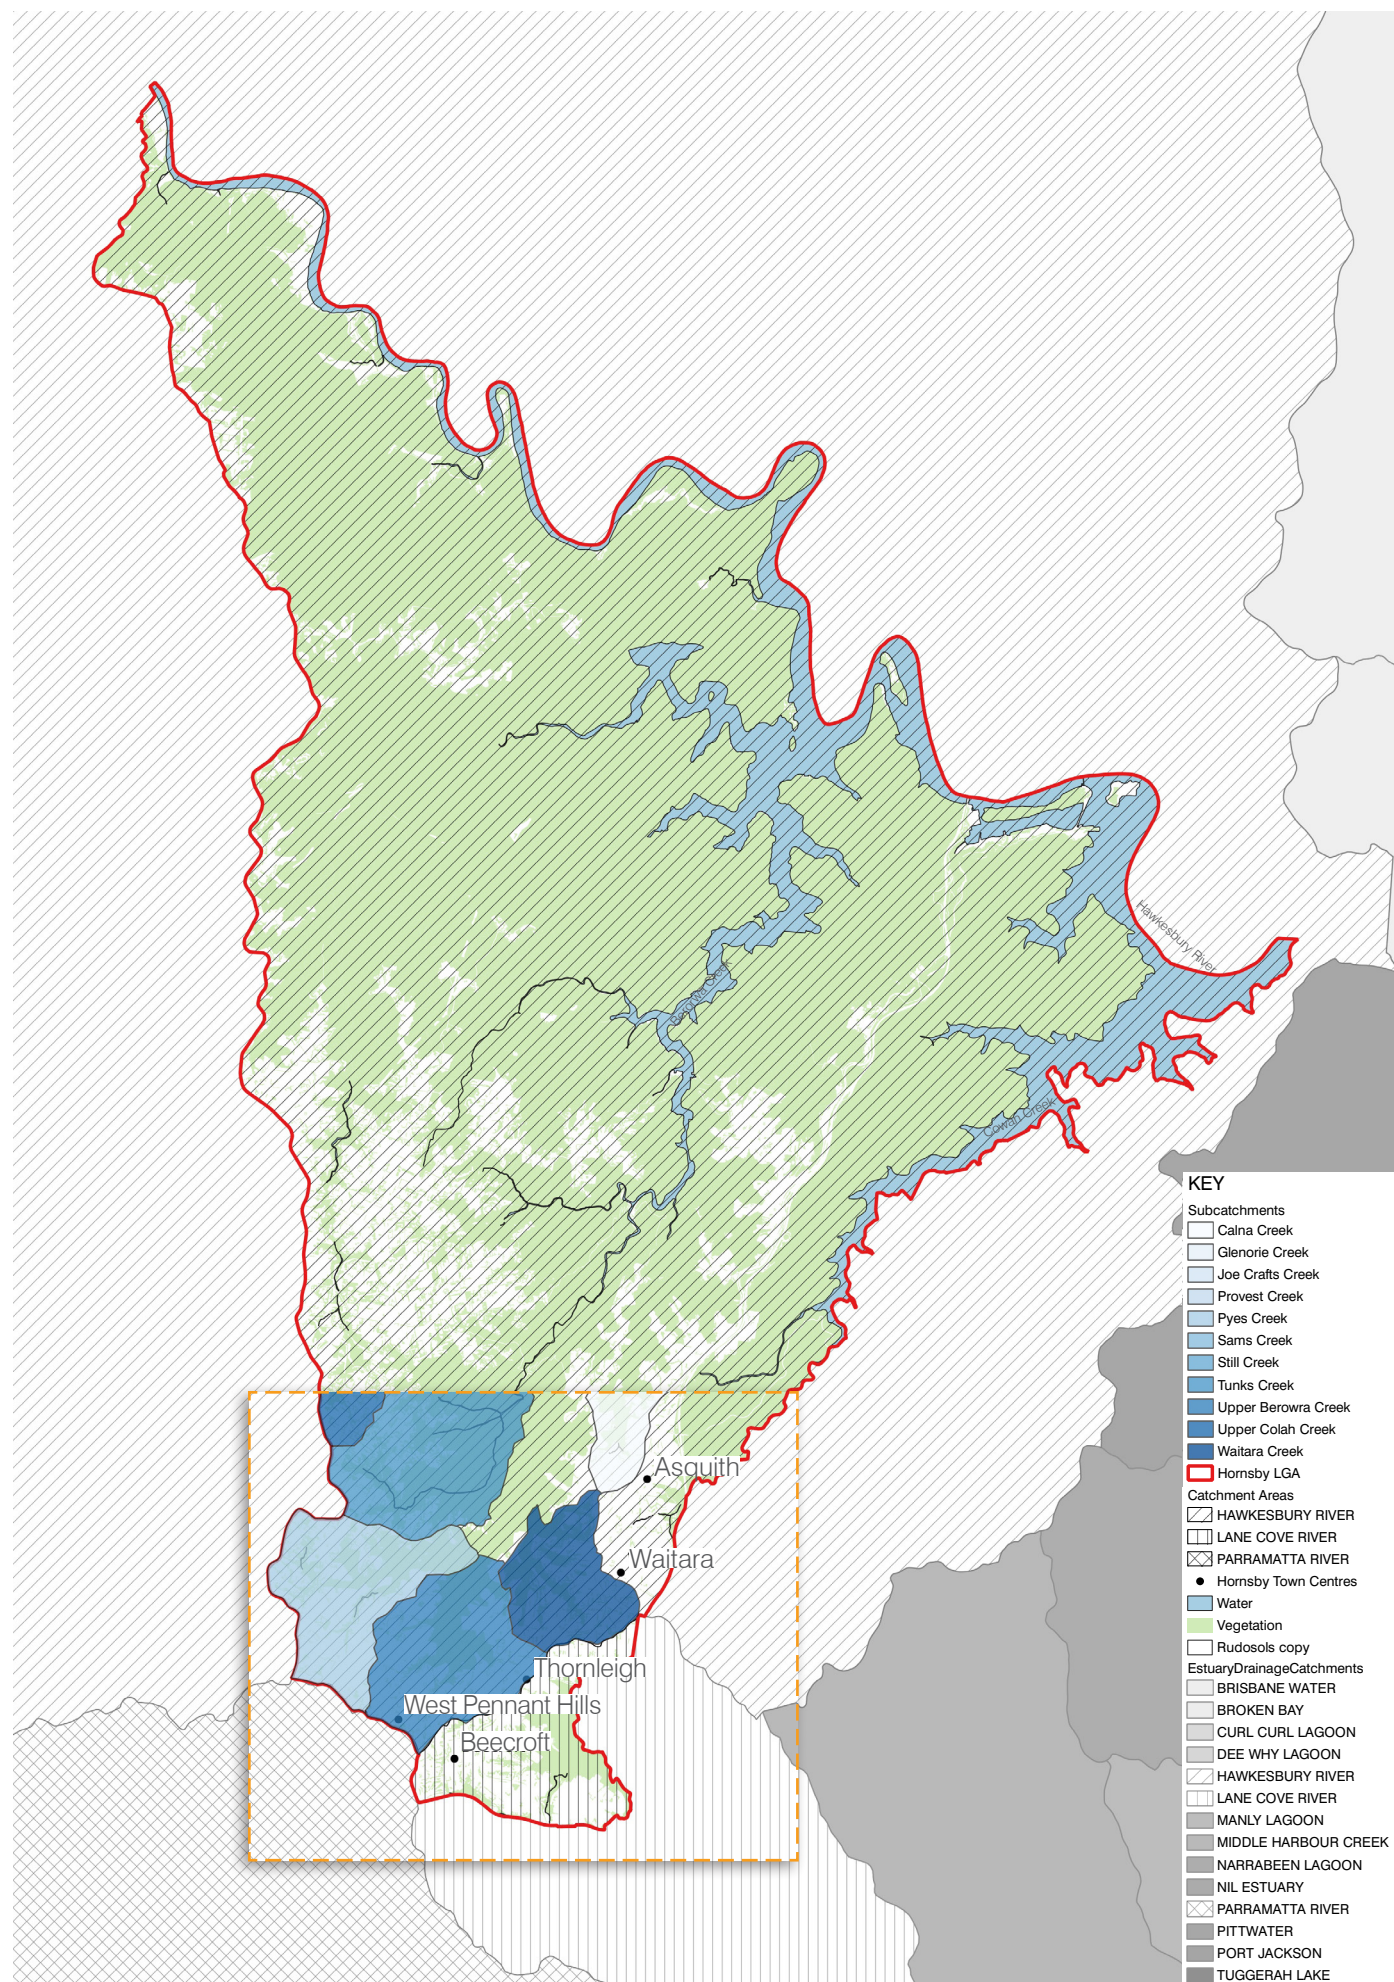 Hawkesbury River
Berowra Creek
Cowan Creek
Asquith
Waitara
Thornleigh
West Pennant Hills
Beecroft
KEY
Subcatchments
Calna Creek
Glenorie Creek
Joe Crafts Creek
Provest Creek
Pyes Creek
Sams Creek
Still Creek
Tunks Creek
Upper Berowra Creek
Upper Colah Creek
Waitara Creek
Hornsby LGA
Catchment Areas
HAWKESBURY RIVER
LANE COVE RIVER
PARRAMATTA RIVER
Hornsby Town Centres
Water
Vegetation
Rudosols copy
EstuaryDrainageCatchments
BRISBANE WATER
BROKEN BAY
CURL CURL LAGOON
DEE WHY LAGOON
HAWKESBURY RIVER
LANE COVE RIVER
MANLY LAGOON
MIDDLE HARBOUR CREEK
NARRABEEN LAGOON
NIL ESTUARY
PARRAMATTA RIVER
PITTWATER
PORT JACKSON
TUGGERAH LAKE